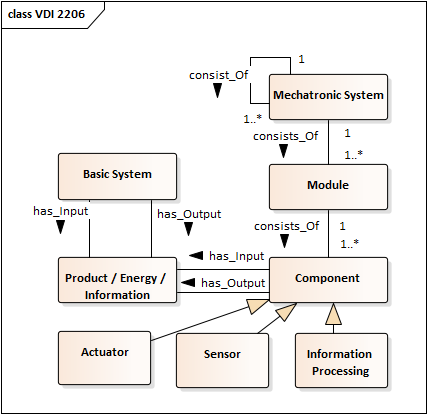 class VDI 2206
1
consist_Of
Mechatronic System
1..*
consists_Of
1
1..*
Basic System
Module
has_Input
has_Output
consists_Of
1
1..*
has_Input
Product / Energy /
Information
has_Output
Component
Actuator
Sensor
Information
Processing